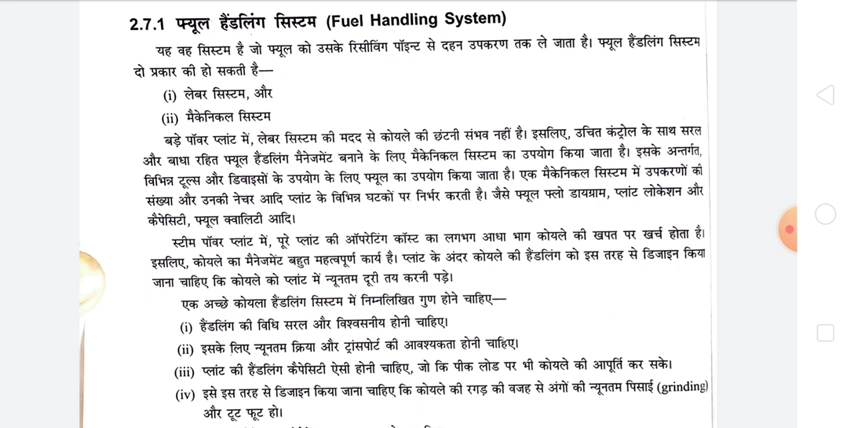 2.7.1 फ्यूल हैंडलिंग सिस्टम (Fuel Handling System)
यह वह सिस्टम है जो फ्यूल को उसके रिसीविंग पॉइन्ट से दहन उपकरण तक ले जाता है। फ्यूल हैंडलिंग सिस्टम
दो प्रकार की हो सकती है—
(i) लेबर सिस्टम, और
(ii) मैकेनिकल सिस्टम
बड़े पॉवर प्लांट में, लेबर सिस्टम की मदद से कोयले की छंटनी संभव नहीं है। इसलिए, उचित कंट्रोल के साथ सरल
और बाधा रहित फ्यूल हैंडलिंग मैनेजमेंट बनाने के लिए मैकेनिकल सिस्टम का उपयोग किया जाता है। इसके अन्तर्गत,
विभिन्न टूल्स और डिवाइसों के उपयोग के लिए फ्यूल का उपयोग किया जाता है। एक मैकेनिकल सिस्टम में उपकरणों की
संख्या और उनकी नेचर आदि प्लांट के विभिन्न घटकों पर निर्भर करती है। जैसे फ्यूल फ्लो डायग्राम, प्लांट लोकेशन और
कैपेसिटी, फ्यूल क्वालिटी आदि।
स्टीम पॉवर प्लांट में, पूरे प्लांट की ऑपरेटिंग कॉस्ट का लगभग आधा भाग कोयले की खपत पर खर्च होता है।
इसलिए, कोयले का मैनेजमेंट बहुत महत्वपूर्ण कार्य है। प्लांट के अंदर कोयले की हैंडलिंग को इस तरह से डिजाइन किया
जाना चाहिए कि कोयले को प्लांट में न्यूनतम दूरी तय करनी पड़े।
एक अच्छे कोयला हैंडलिंग सिस्टम में निम्नलिखित गुण होने चाहिए—
(i) हैंडलिंग की विधि सरल और विश्वसनीय होनी चाहिए।
(ii) इसके लिए न्यूनतम क्रिया और ट्रांसपोर्ट की आवश्यकता होनी चाहिए।
(iii) प्लांट की हैंडलिंग कैपेसिटी ऐसी होनी चाहिए, जो कि पीक लोड पर भी कोयले की आपूर्ति कर सके।
(iv) इसे इस तरह से डिजाइन किया जाना चाहिए कि कोयले की रगड़ की वजह से अंगों की न्यूनतम पिसाई (grinding)
और टूट फूट हो।